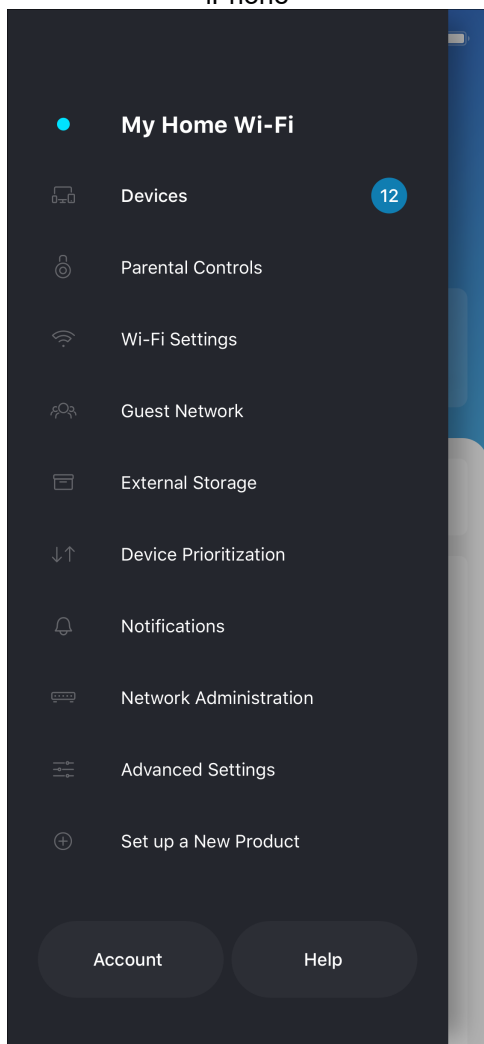 iPhone
My Home Wi-Fi
Devices 12
Parental Controls
Wi-Fi Settings
Guest Network
External Storage
Device Prioritization
Notifications
Network Administration
Advanced Settings
Set up a New Product
Account Help